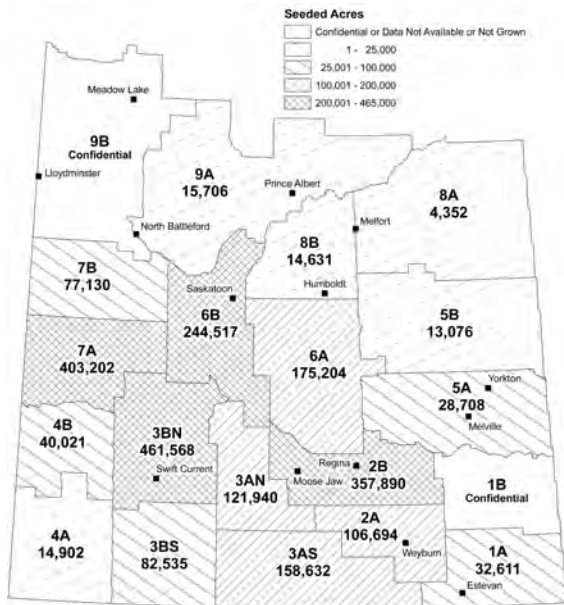 Seeded Acres
Confidential or Data Not Available or Not Grown
1 - 25,000
25,001 - 100,000
100,001 - 200,000
200,001 - 465,000
Meadow Lake
9B
Confidential
Lloydminster
9A
15,706
Prince Albert
8A
4,352
North Battleford
Melfort
8B
14,631
7B
77,130
Saskatoon
Humboldt
6B
244,517
5B
13,076
7A
403,202
6A
175,204
5A
28,708
Yorkton
Melville
4B
40,021
3BN
461,568
Swift Current
3AN
121,940
Regina
Moose Jaw
2B
357,890
1B
Confidential
4A
14,902
3BS
82,535
3AS
158,632
2A
106,694
Weyburn
1A
32,611
Estevan